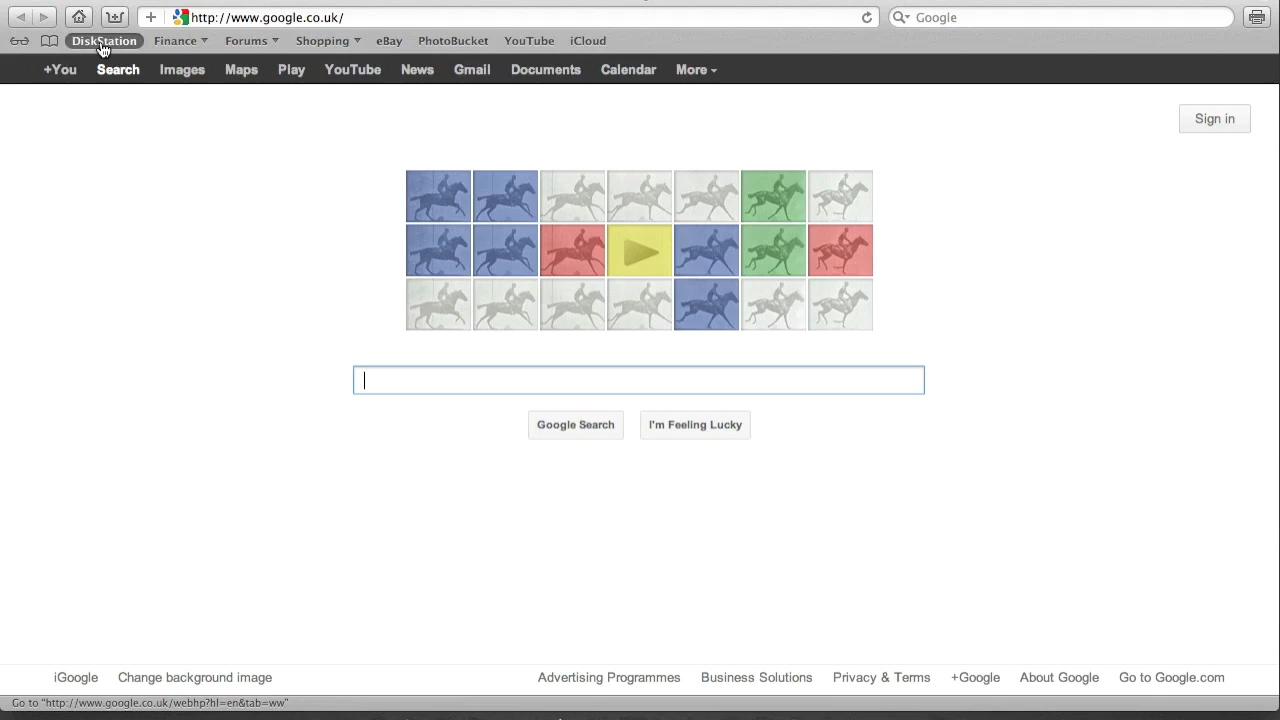 http://www.google.co.uk/
Google
DiskStation Finance Forums Shopping eBay PhotoBucket YouTube iCloud
+You Search Images Maps Play YouTube News Gmail Documents Calendar More
Sign in
Google Search I'm Feeling Lucky
iGoogle Change background image Advertising Programmes Business Solutions Privacy & Terms +Google About Google Go to Google.com
Go to "http://www.google.co.uk/webhp?hl=en&tab=ww"